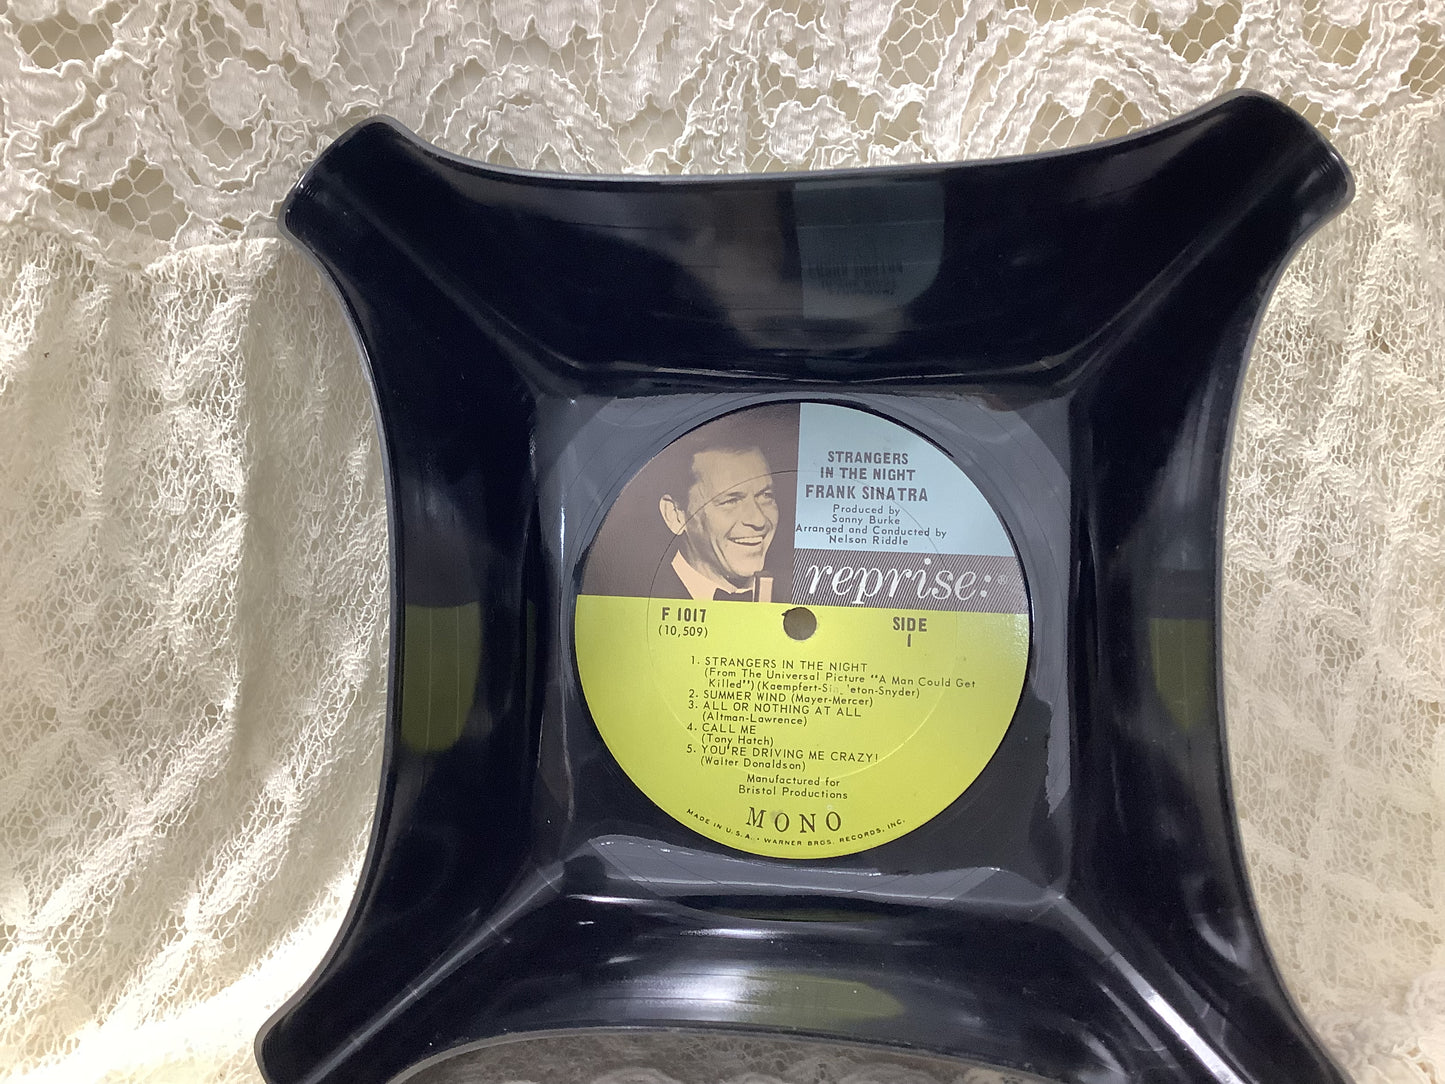 STRANGERS
IN THE NIGHT
FRANK SINATRA
Produced by
Sonny Burke
Arranged and Conducted by
Nelson Riddle
reprise:®
F 1017
(10,509)
SIDE
1
1. STRANGERS IN THE NIGHT
(From The Universal Picture "A Man Could Get
Killed") (Kaempfert- -Snyder)
2. SUMMER WIND (Mayer-Mercer)
3. ALL OR NOTHING AT ALL
(Altman-Lawrence)
4. CALL ME
(Tony Hatch)
5. YOU'RE DRIVING ME CRAZY!
(Walter Donaldson)
Manufactured for
Bristol Productions
MONO
MADE IN U.S.A. • WARNER BROS. RECORDS, INC.